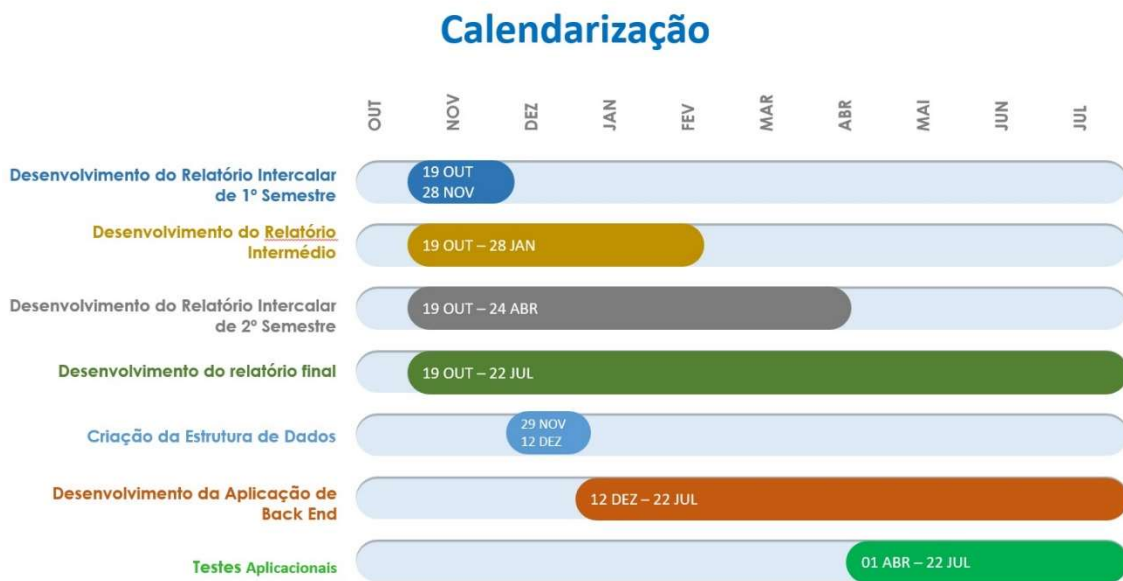 Calendarização
OUT NOV DEZ JAN FEV MAR ABR MAI JUN JUL
Desenvolvimento do Relatório Intercalar
de 1º Semestre
19 OUT
28 NOV
Desenvolvimento do Relatório
Intermédio
19 OUT – 28 JAN
Desenvolvimento do Relatório Intercalar
de 2º Semestre
19 OUT – 24 ABR
Desenvolvimento do relatório final
19 OUT – 22 JUL
Criação da Estrutura de Dados
29 NOV
12 DEZ
Desenvolvimento da Aplicação de
Back End
12 DEZ – 22 JUL
Testes Aplicacionais
01 ABR – 22 JUL